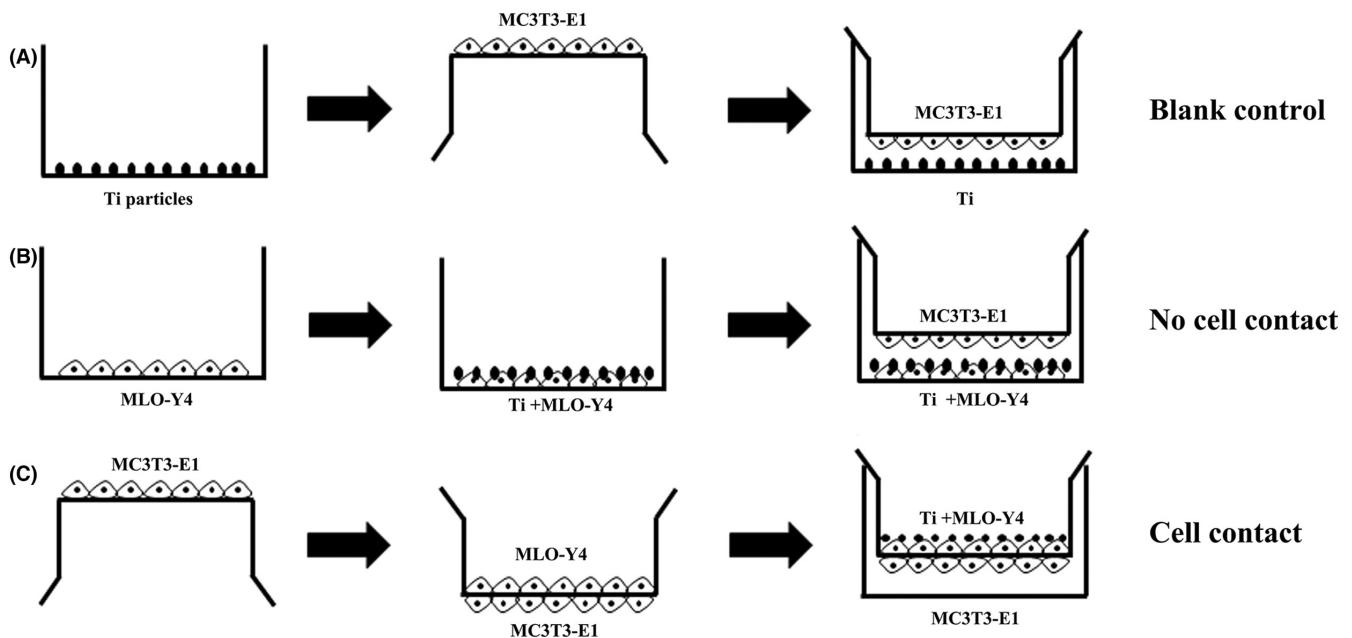 (A)
MC3T3-E1
Ti particles
MC3T3-E1
Ti
Blank control
(B)
MLO-Y4
Ti +MLO-Y4
MC3T3-E1
Ti +MLO-Y4
No cell contact
(C)
MC3T3-E1
MLO-Y4
MC3T3-E1
Ti +MLO-Y4
MC3T3-E1
Cell contact